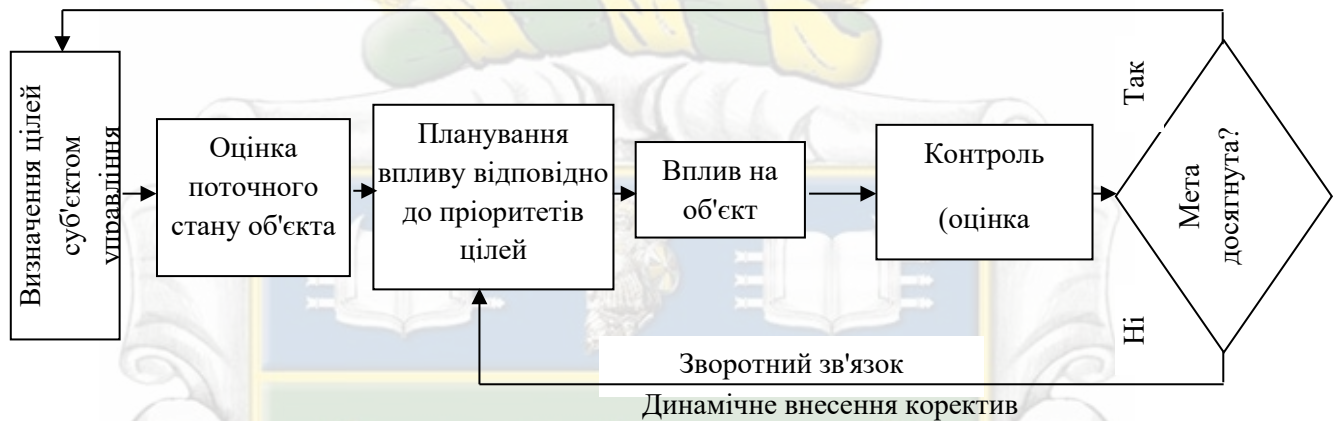 Визначення цілей
суб'єктом
управління
Оцінка
поточного
стану об'єкта
Планування
впливу відповідно
до пріоритетів
цілей
Вплив на
об'єкт
Контроль
(оцінка
Так
Мета
досягнута?
Ні
Зворотний зв'язок
Динамічне внесення коректив